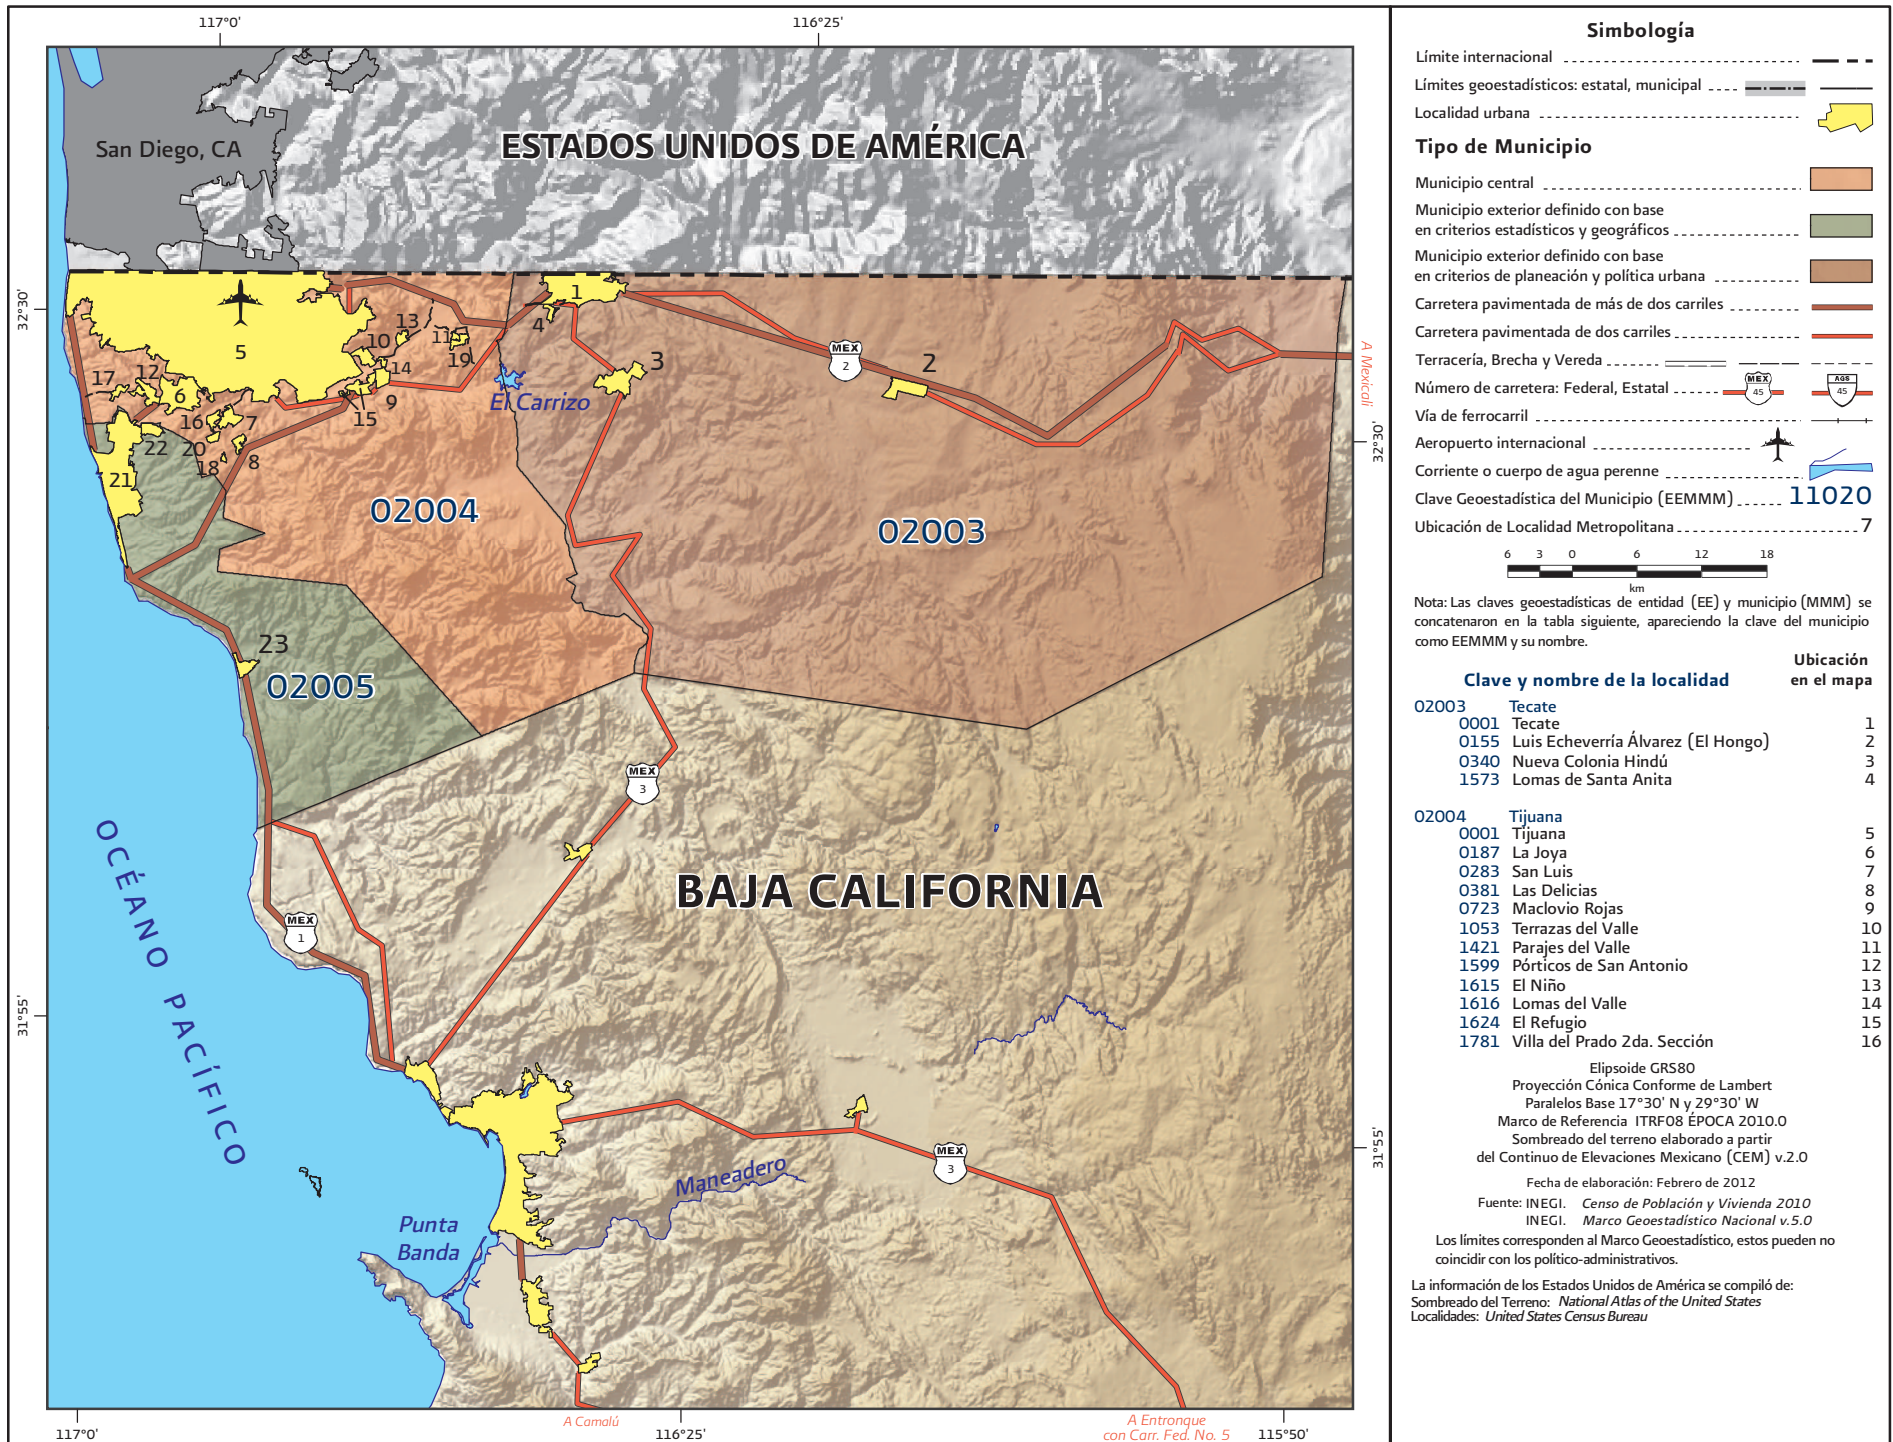 117°0'
116°25'
San Diego, CA
ESTADOS UNIDOS DE AMÉRICA
32°30'
1
4
13
10
11
5
19
14
3
MEX
2
2
A Mexicali
17
12
6
9
15
El Carrizo
16
7
22
20
18
8
32°30'
21
02004
02003
23
02005
MEX
3
OCÉANO PACÍFICO
BAJA CALIFORNIA
MEX
1
31°55'
31°55'
MEX
3
Maneadero
Punta
Banda
A Camalú
A Entronque
con Carr. Fed. No. 5
117°0'
116°25'
115°50'
Simbología
Límite internacional
Límites geoestadísticos: estatal, municipal
Localidad urbana
Tipo de Municipio
Municipio central
Municipio exterior definido con base
en criterios estadísticos y geográficos
Municipio exterior definido con base
en criterios de planeación y política urbana
Carretera pavimentada de más de dos carriles
Carretera pavimentada de dos carriles
Terracería, Brecha y Vereda
Número de carretera: Federal, Estatal MEX 45 AGS 45
Vía de ferrocarril
Aeropuerto internacional
Corriente o cuerpo de agua perenne
Clave Geoestadística del Municipio (EEMMM) 11020
Ubicación de Localidad Metropolitana 7
6 3 0 6 12 18
km
Nota: Las claves geoestadísticas de entidad (EE) y municipio (MMM) se
concatenaron en la tabla siguiente, apareciendo la clave del municipio
como EEMMM y su nombre.
Ubicación
Clave y nombre de la localidad en el mapa
02003 Tecate
0001 Tecate 1
0155 Luis Echeverría Álvarez (El Hongo) 2
0340 Nueva Colonia Hindú 3
1573 Lomas de Santa Anita 4
02004 Tijuana
0001 Tijuana 5
0187 La Joya 6
0283 San Luis 7
0381 Las Delicias 8
0723 Maclovio Rojas 9
1053 Terrazas del Valle 10
1421 Parajes del Valle 11
1599 Pórticos de San Antonio 12
1615 El Niño 13
1616 Lomas del Valle 14
1624 El Refugio 15
1781 Villa del Prado 2da. Sección 16
Elipsoide GRS80
Proyección Cónica Conforme de Lambert
Paralelos Base 17°30' N y 29°30' W
Marco de Referencia ITRF08 ÉPOCA 2010.0
Sombreado del terreno elaborado a partir
del Continuo de Elevaciones Mexicano (CEM) v.2.0
Fecha de elaboración: Febrero de 2012
Fuente: INEGI. Censo de Población y Vivienda 2010
INEGI. Marco Geoestadístico Nacional v.5.0
Los límites corresponden al Marco Geoestadístico, estos pueden no
coincidir con los político-administrativos.
La información de los Estados Unidos de América se compiló de:
Sombreado del Terreno: National Atlas of the United States
Localidades: United States Census Bureau